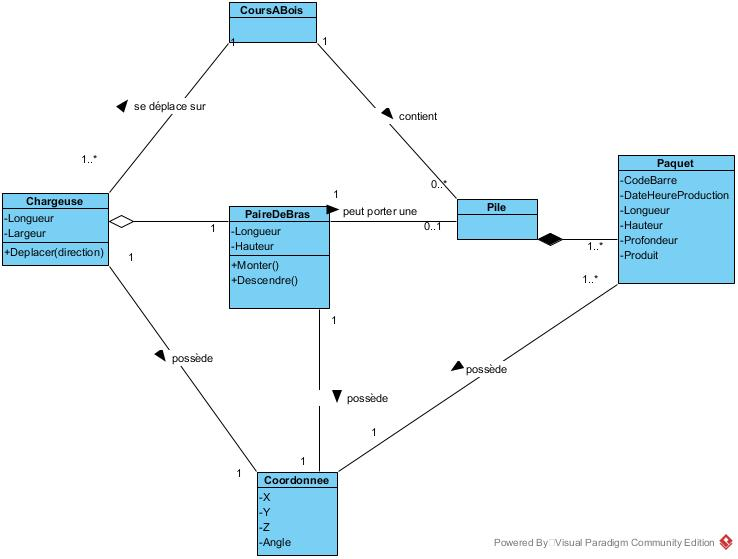 CoursABois
1
1
se déplace sur
contient
1..*
0..*
Paquet
-CodeBarre
-DateHeureProduction
-Longueur
-Hauteur
-Profondeur
-Produit
Chargeuse
-Longueur
-Largeur
+Deplacer(direction)
1
PaireDeBras
-Longueur
-Hauteur
+Monter()
+Descendre()
1
peut porter une
0..1
Pile
1..*
1
1..*
1
possède
possède
possède
1
1
1
Coordonnee
-X
-Y
-Z
-Angle
Powered By Visual Paradigm Community Edition